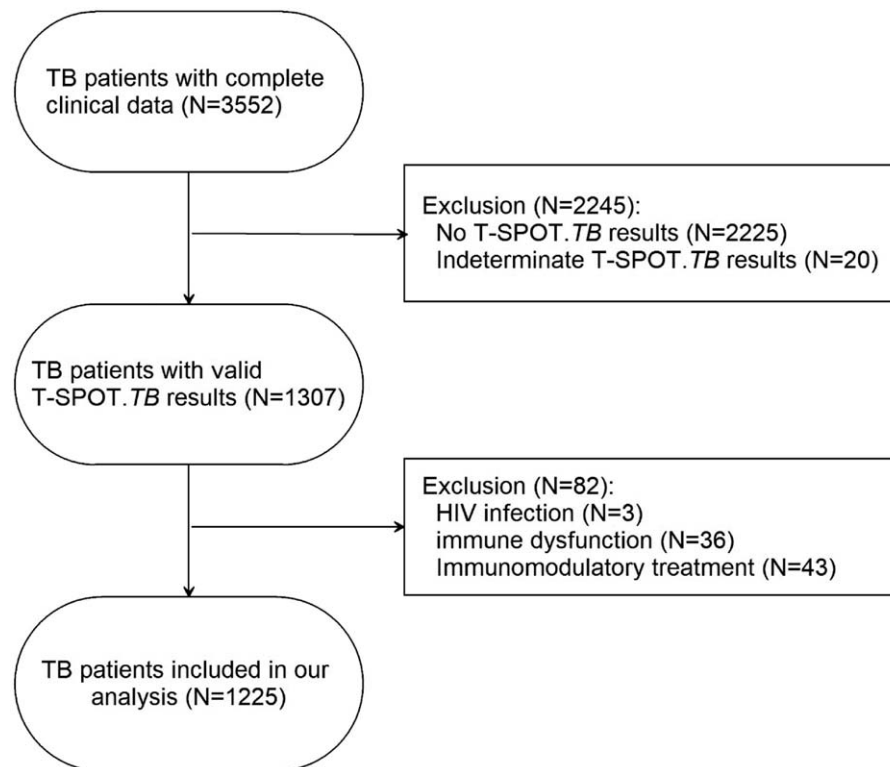 TB patients with complete
clinical data (N=3552)
Exclusion (N=2245):
No T-SPOT.TB results (N=2225)
Indeterminate T-SPOT.TB results (N=20)
TB patients with valid
T-SPOT.TB results (N=1307)
Exclusion (N=82):
HIV infection (N=3)
immune dysfunction (N=36)
Immunomodulatory treatment (N=43)
TB patients included in our
analysis (N=1225)